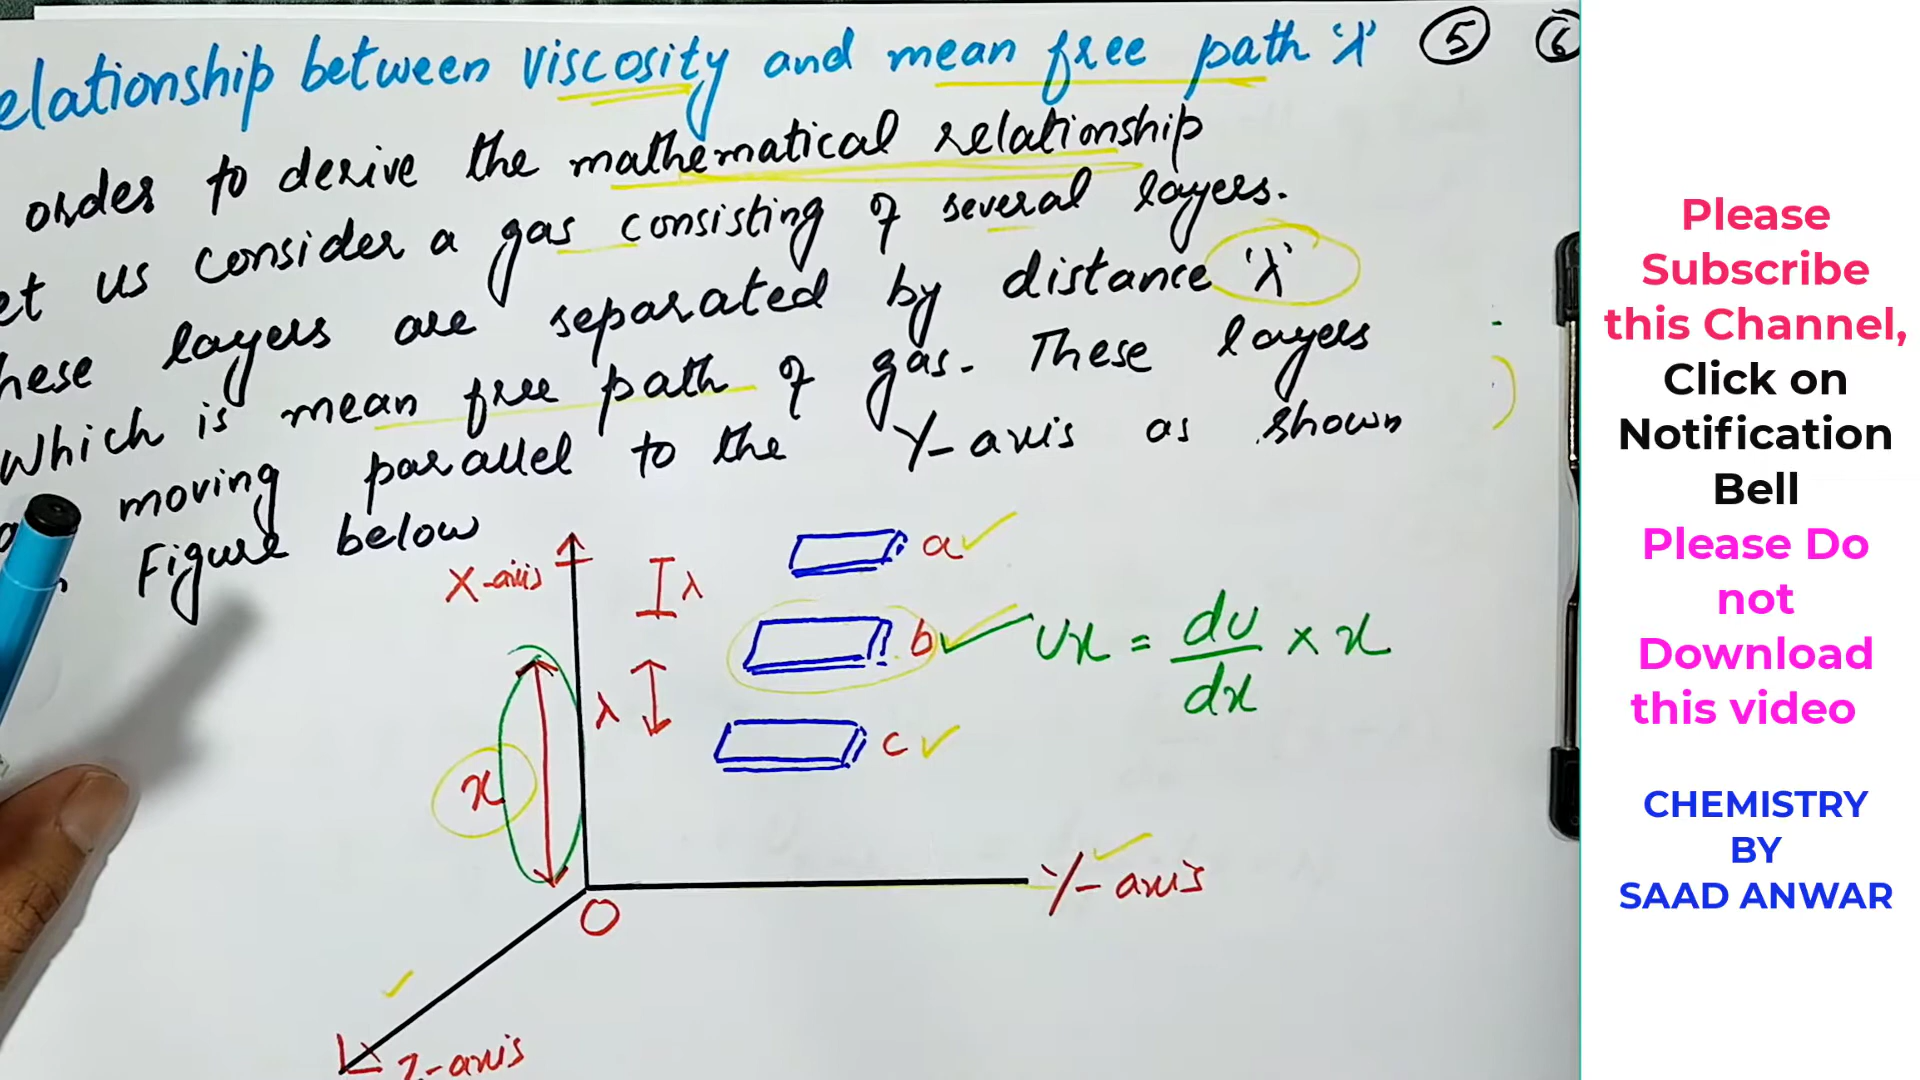 elationship between viscosity and mean free path 'λ' ⑤ ⑥
order to derive the mathematical relationship
et us consider a gas consisting of several layers.
hese layers are separated by distance 'λ'
Which is mean free path of gas. These layers
moving parallel to the Y-axis as shown
Figure below
X-axis
λ
a
b
Vx = dv/dx × x
λ
c
x
Y-axis
O
Z-axis
Please
Subscribe
this Channel,
Click on
Notification
Bell
Please Do
not
Download
this video
CHEMISTRY
BY
SAAD ANWAR